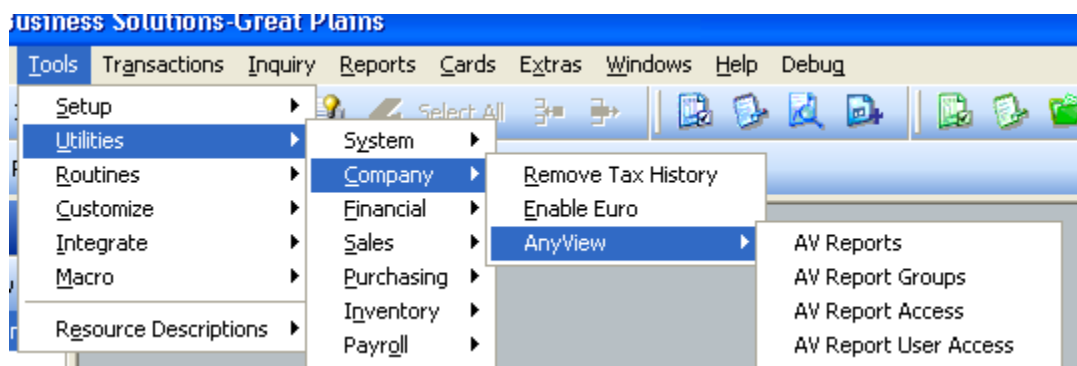 Business Solutions-Great Plains
Tools Transactions Inquiry Reports Cards Extras Windows Help Debug
Select All
Setup
Utilities
Routines
Customize
Integrate
Macro
Resource Descriptions
System
Company
Financial
Sales
Purchasing
Inventory
Payroll
Remove Tax History
Enable Euro
AnyView
AV Reports
AV Report Groups
AV Report Access
AV Report User Access